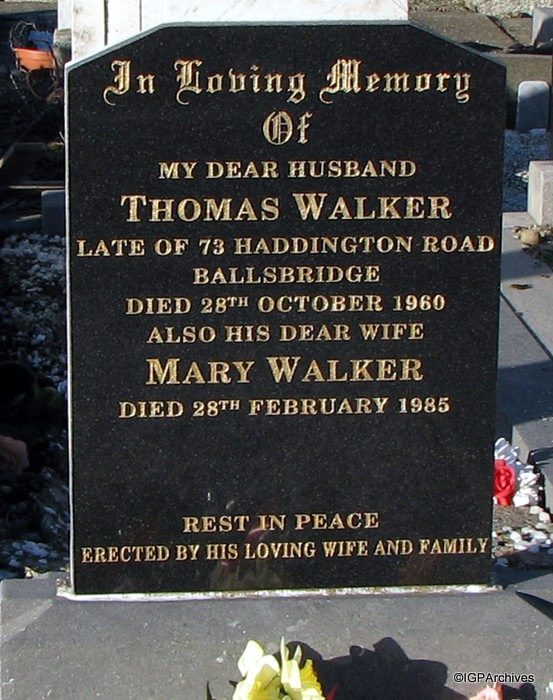 In Loving Memory
Of
MY DEAR HUSBAND
THOMAS WALKER
LATE OF 73 HADDINGTON ROAD
BALLSBRIDGE
DIED 28TH OCTOBER 1960
ALSO HIS DEAR WIFE
MARY WALKER
DIED 28TH FEBRUARY 1985
REST IN PEACE
ERECTED BY HIS LOVING WIFE AND FAMILY
©IGPArchives